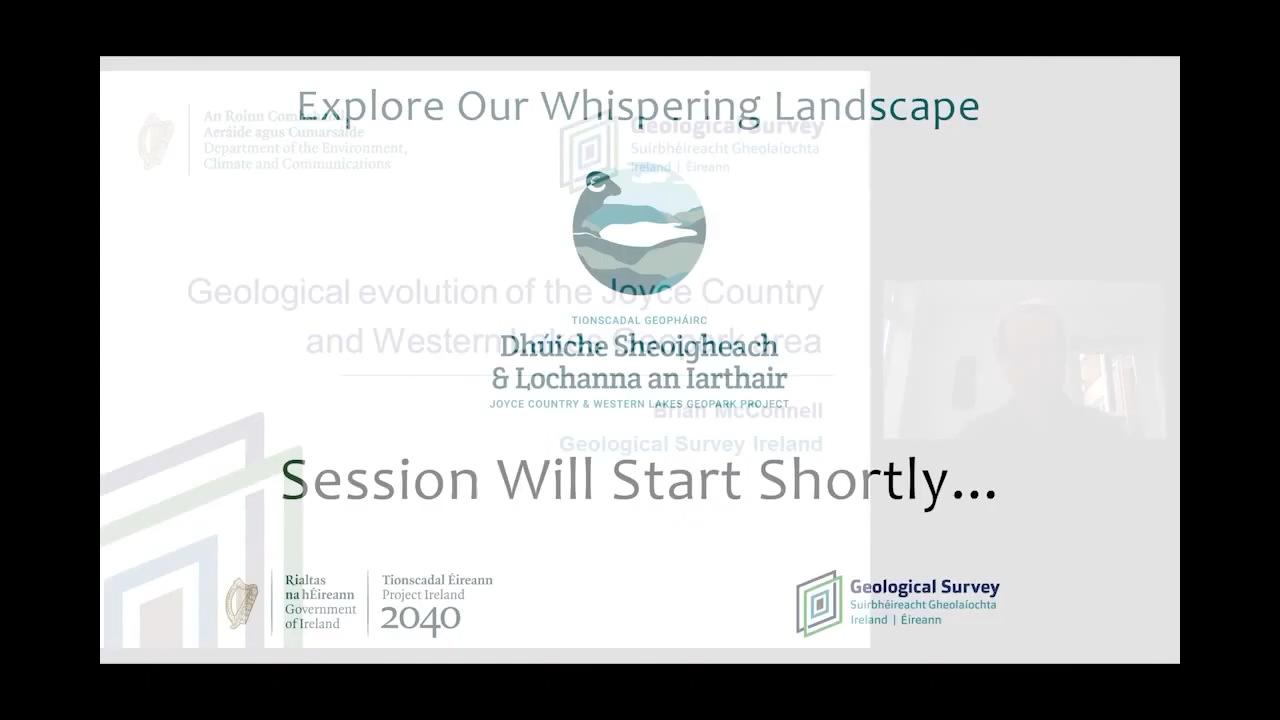 Explore Our Whispering Landscape
An Roinn Comhshaoil,
Aeráide agus Cumarsáide
Department of the Environment,
Climate and Communications
Geological Survey
Suirbhéireacht Gheolaíochta
Ireland | Éireann
Geological evolution of the Joyce Country
and Western Lakes Geopark area
TIONSCADAL GEOPHÁIRC
Dhúiche Sheoigheach
& Lochanna an Iarthair
JOYCE COUNTRY & WESTERN LAKES GEOPARK PROJECT
Brian McConnell
Geological Survey Ireland
Session Will Start Shortly...
Rialtas
na hÉireann
Government
of Ireland
Tionscadal Éireann
Project Ireland
2040
Geological Survey
Suirbhéireacht Gheolaíochta
Ireland | Éireann